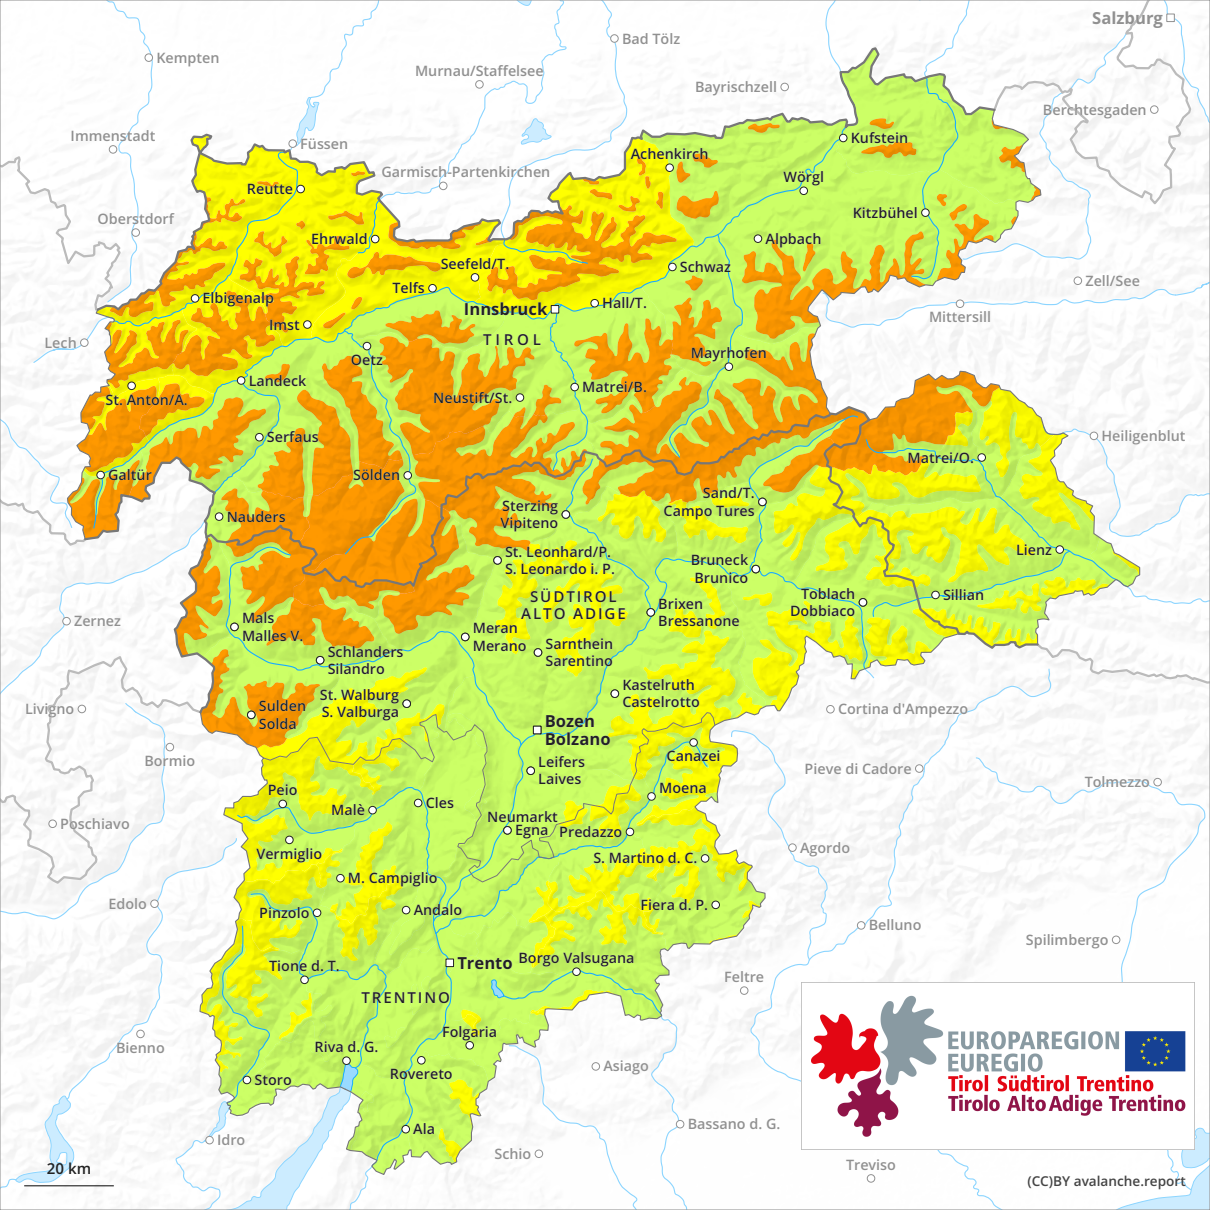 Salzburg
Bad Tölz
Kempten
Murnau/Staffelsee
Bayrischzell
Berchtesgaden
Immenstadt
Füssen
Kufstein
Achenkirch
Garmisch-Partenkirchen
Wörgl
Reutte
Oberstdorf
Kitzbühel
Ehrwald
Alpbach
Seefeld/T.
Schwaz
Zell/See
Telfs
Elbigenalp
Hall/T.
Innsbruck
Mittersill
Imst
TIROL
Lech
Oetz
Mayrhofen
Landeck
Matrei/B.
St. Anton/A.
Neustift/St.
Serfaus
Heiligenblut
Matrei/O.
Galtür
Sölden
Sand/T.
Campo Tures
Sterzing
Vipiteno
Nauders
Lienz
St. Leonhard/P.
S. Leonardo i. P.
Bruneck
Brunico
SÜDTIROL
ALTO ADIGE
Toblach
Dobbiaco
Sillian
Brixen
Bressanone
Zernez
Mals
Malles V.
Meran
Merano
Sarnthein
Sarentino
Schlanders
Silandro
Kastelruth
Castelrotto
St. Walburg
S. Valburga
Livigno
Sulden
Solda
Cortina d'Ampezzo
Bozen
Bolzano
Bormio
Canazei
Leifers
Laives
Pieve di Cadore
Tolmezzo
Peio
Moena
Malè
Cles
Neumarkt
Egna
Poschiavo
Predazzo
Vermiglio
Agordo
S. Martino d. C.
M. Campiglio
Edolo
Fiera d. P.
Pinzolo
Andalo
Belluno
Spilimbergo
Trento
Borgo Valsugana
Tione d. T.
Feltre
TRENTINO
Folgaria
Bienno
Riva d. G.
EUROPAREGION
EUREGIO
Tirol Südtirol Trentino
Tirolo Alto Adige Trentino
Asiago
Rovereto
Storo
Bassano d. G.
Ala
Idro
Schio
Treviso
20 km
(CC)BY avalanche.report